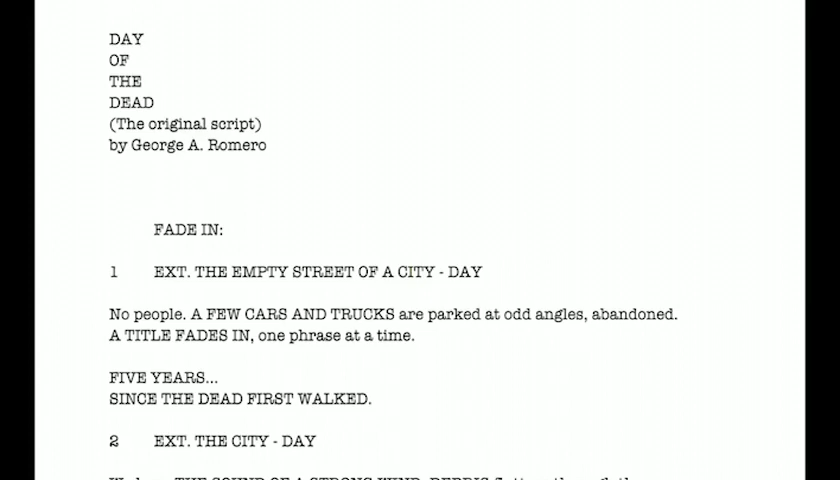 DAY
OF
THE
DEAD
(The original script)
by George A. Romero
FADE IN:
1 EXT. THE EMPTY STREET OF A CITY - DAY
No people. A FEW CARS AND TRUCKS are parked at odd angles, abandoned.
A TITLE FADES IN, one phrase at a time.
FIVE YEARS...
SINCE THE DEAD FIRST WALKED.
2 EXT. THE CITY - DAY